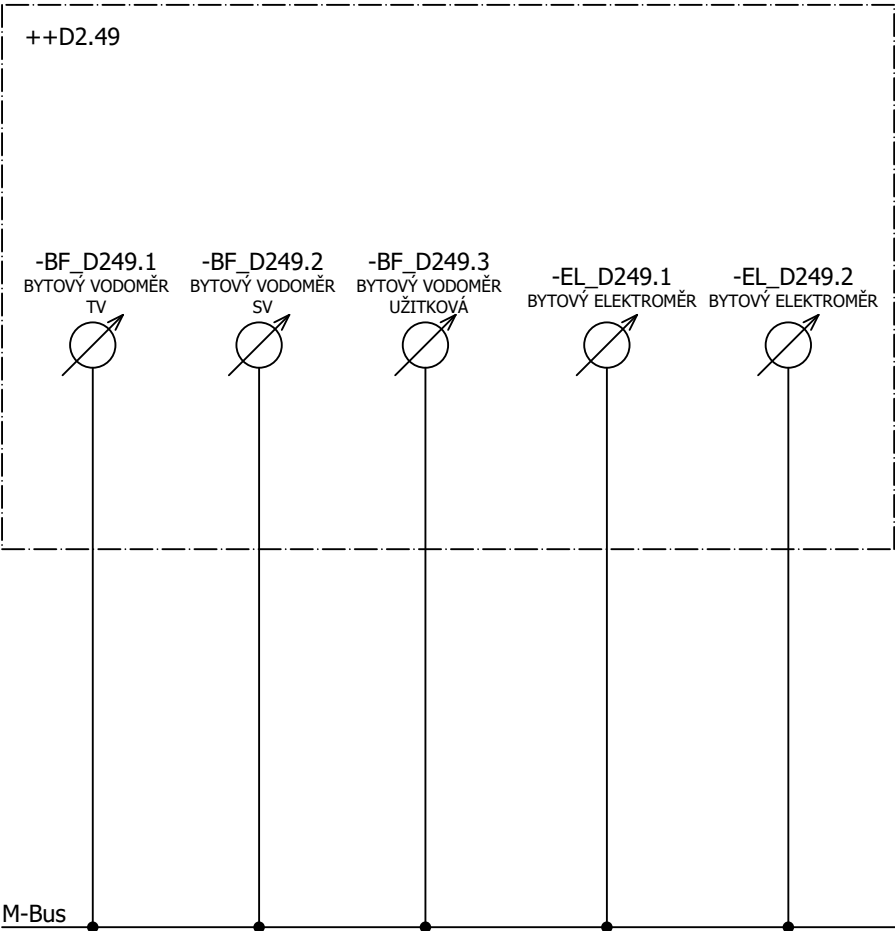 ++D2.49
-BF_D249.1
BYTOVÝ VODOMĚR
TV
-BF_D249.2
BYTOVÝ VODOMĚR
SV
-BF_D249.3
BYTOVÝ VODOMĚR
UŽITKOVÁ
-EL_D249.1
BYTOVÝ ELEKTROMĚR
-EL_D249.2
BYTOVÝ ELEKTROMĚR
M-Bus